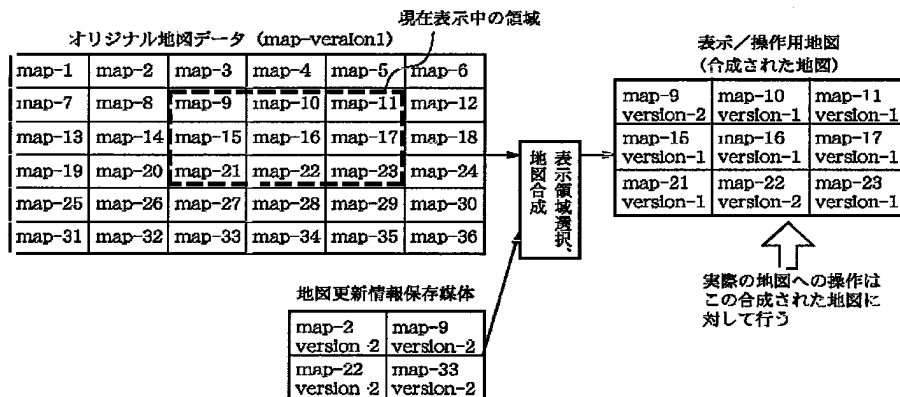 現在表示中の領域
オリジナル地図データ (map-version1)
map-1 map-2 map-3 map-4 map-5 map-6
map-7 map-8 map-9 map-10 map-11 map-12
map-13 map-14 map-15 map-16 map-17 map-18
map-19 map-20 map-21 map-22 map-23 map-24
map-25 map-26 map-27 map-28 map-29 map-30
map-31 map-32 map-33 map-34 map-35 map-36
表示領域選択、
地図合成
表示/操作用地図
(合成された地図)
map-9 map-10 map-11
version-2 version-1 version-1
map-15 map-16 map-17
version-1 version-1 version-1
map-21 map-22 map-23
version-1 version-2 version-1
実際の地図への操作は
この合成された地図に
対して行う
地図更新情報保存媒体
map-2 map-9
version-2 version-2
map-22 map-33
version-2 version-2